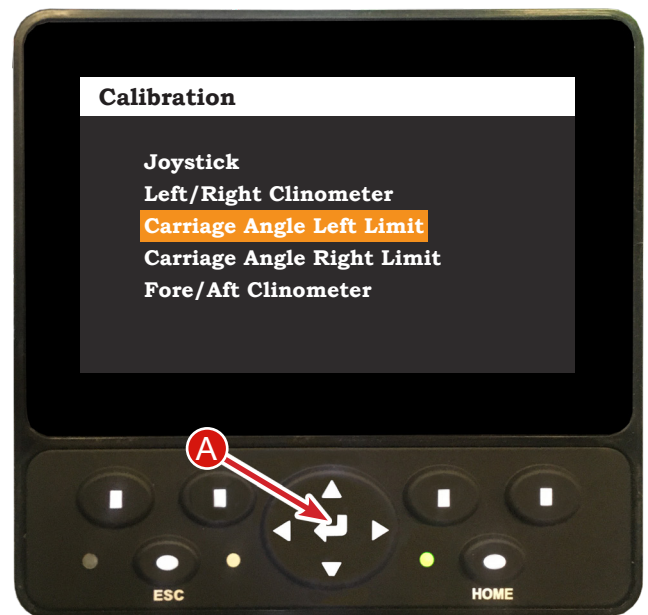 Calibration
Joystick
Left/Right Clinometer
Carriage Angle Left Limit
Carriage Angle Right Limit
Fore/Aft Clinometer
A
ESC
HOME